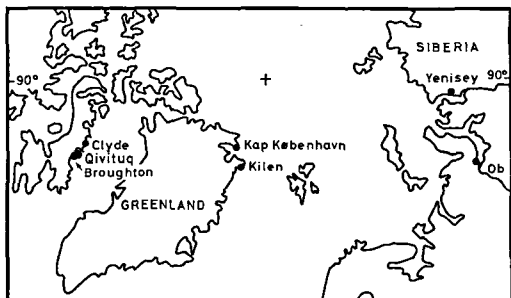 SIBERIA
Yenisey
90°
90°
Clyde
Qivituq
Broughton
Kap København
Kilen
Ob
GREENLAND